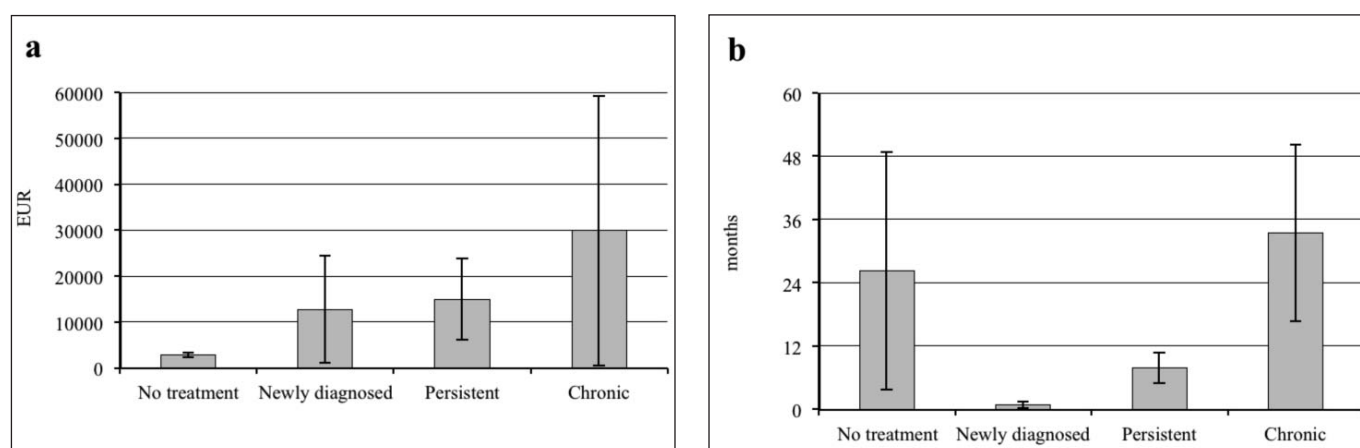 a
60000
50000
40000
30000
20000
10000
0
EUR
No treatment Newly diagnosed Persistent Chronic
b
60
48
36
24
12
0
months
No treatment Newly diagnosed Persistent Chronic